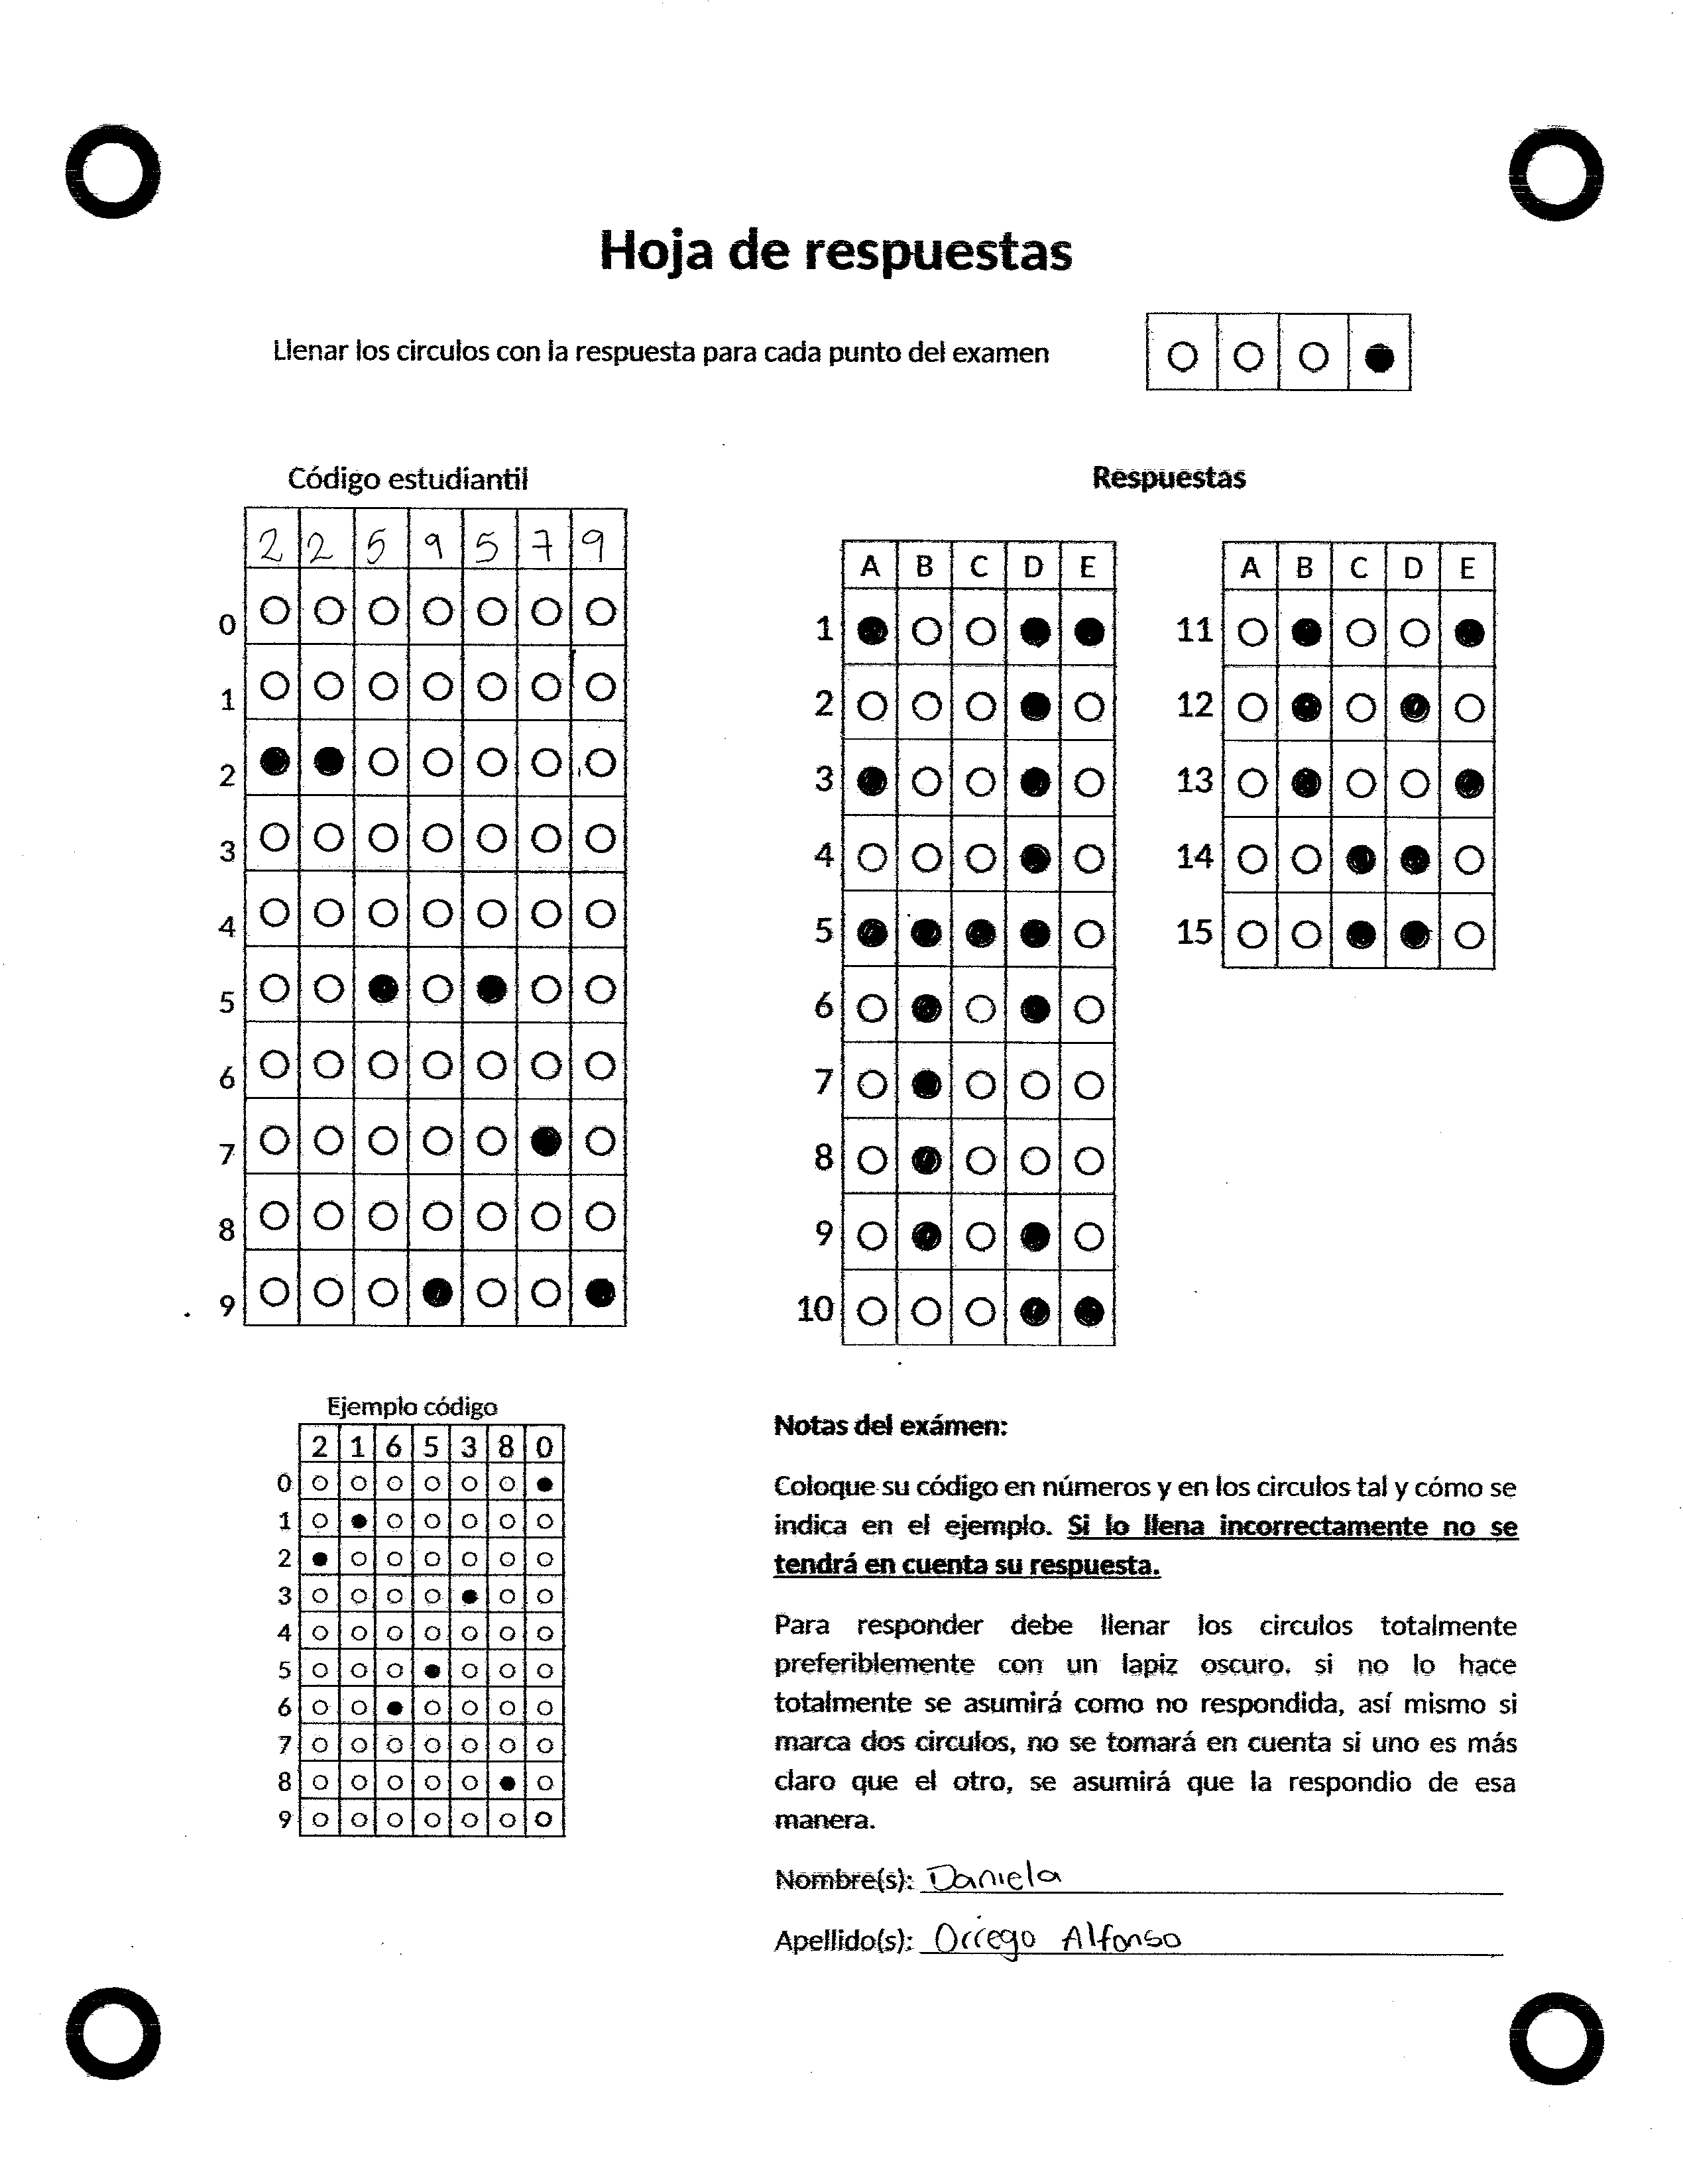 Hoja de respuestas
Llenar los circulos con la respuesta para cada punto del examen
Código estudiantil
2 2 5 9 5 7 9
0
1
2
3
4
5
6
7
8
9
Respuestas
A B C D E
1
2
3
4
5
6
7
8
9
10
A B C D E
11
12
13
14
15
Ejemplo código
2 1 6 5 3 8 0
0
1
2
3
4
5
6
7
8
9
Notas del exámen:
Coloque su código en números y en los circulos tal y cómo se
indica en el ejemplo. Si lo llena incorrectamente no se
tendrá en cuenta su respuesta.
Para responder debe llenar los circulos totalmente
preferiblemente con un lapiz oscuro. si no lo hace
totalmente se asumirá como no respondida, así mismo si
marca dos circulos, no se tomará en cuenta si uno es más
claro que el otro, se asumirá que la respondio de esa
manera.
Nombre(s): Daniela
Apellido(s): Orrego Alfonso